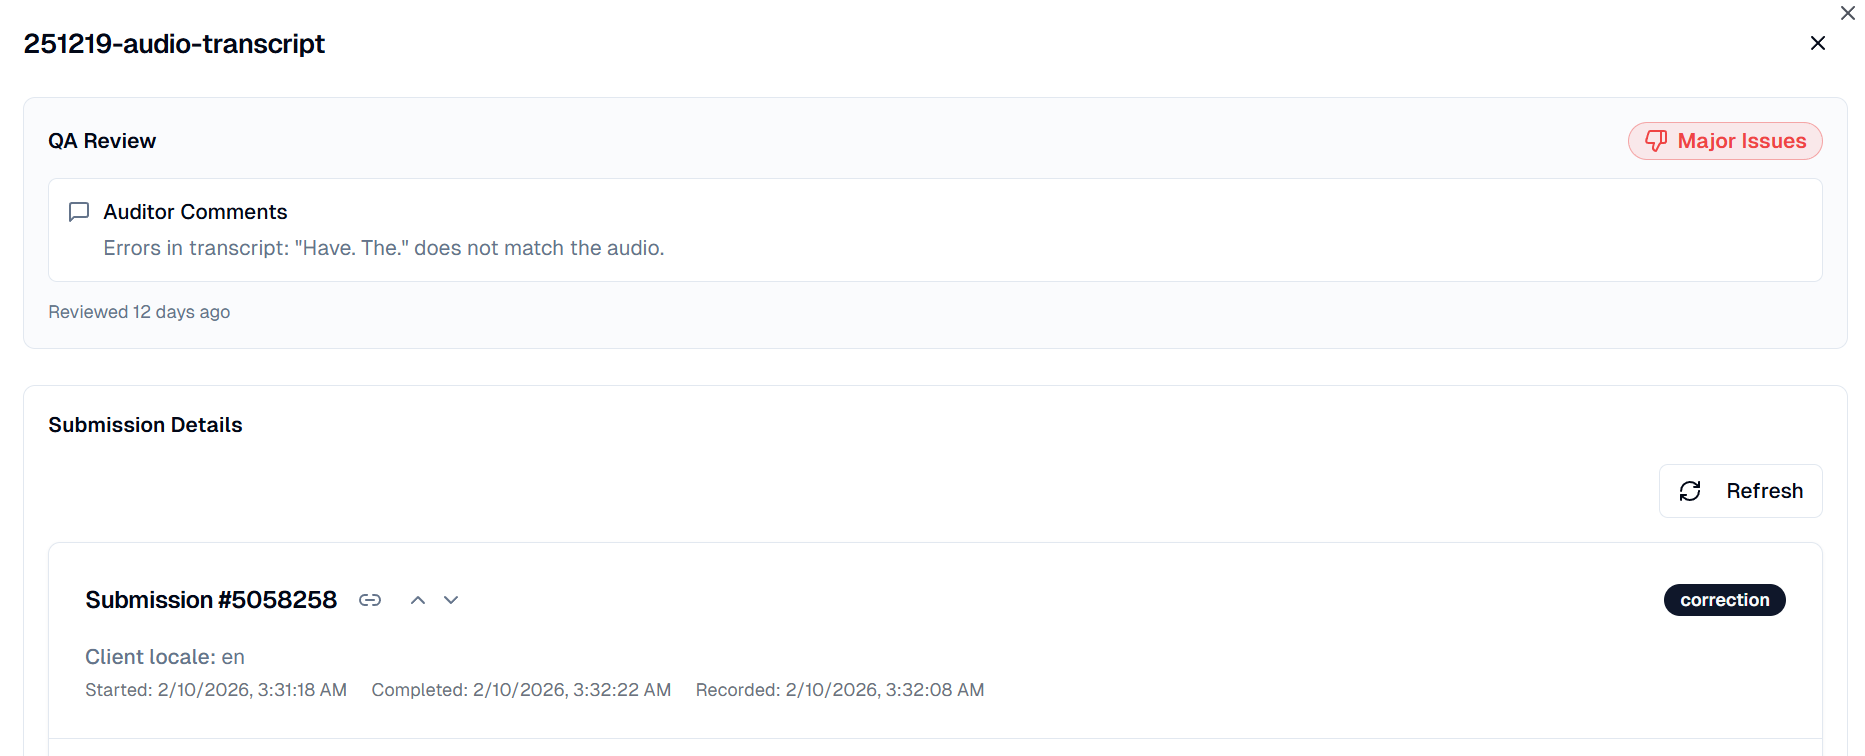 251219-audio-transcript
QA Review
Major Issues
Auditor Comments
Errors in transcript: "Have. The." does not match the audio.
Reviewed 12 days ago
Submission Details
Refresh
Submission #5058258
correction
Client locale: en
Started: 2/10/2026, 3:31:18 AM Completed: 2/10/2026, 3:32:22 AM Recorded: 2/10/2026, 3:32:08 AM